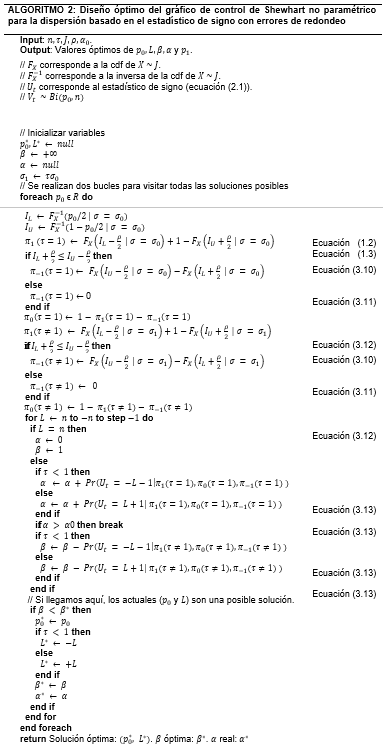 ALGORITMO 2: Diseño óptimo del gráfico de control de Shewhart no paramétrico
para la dispersión basado en el estadístico de signo con errores de redondeo
Input: n, τ, J, ρ, α₀.
Output: Valores óptimos de p₀, L, β, α y p₁.
// F_X corresponde a la cdf de X ~ J.
// F_X⁻¹ corresponde a la inversa de la cdf de X ~ J.
// U_t corresponde al estadístico de signo (ecuación (2.1)).
// V_t ~ Bi(p₀, n)
// Inicializar variables
p₀*, L* ← null
β ← +∞
α ← null
σ₁ ← τσ₀
// Se realizan dos bucles para visitar todas las soluciones posibles
foreach p₀ ∈ R do
I_L ← F_X⁻¹(p₀/2 | σ = σ₀)
I_U ← F_X⁻¹(1 − p₀/2 | σ = σ₀)
π₁(τ = 1) ← F_X(I_L − ρ/2 | σ = σ₀) + 1 − F_X(I_U + ρ/2 | σ = σ₀) Ecuación (1.2)
if I_L + ρ/2 ≤ I_U − ρ/2 then Ecuación (1.3)
π₋₁(τ = 1) ← F_X(I_U − ρ/2 | σ = σ₀) − F_X(I_L + ρ/2 | σ = σ₀) Ecuación (3.10)
else
π₋₁(τ = 1) ← 0
end if Ecuación (3.11)
π₀(τ = 1) ← 1 − π₁(τ = 1) − π₋₁(τ = 1)
π₁(τ ≠ 1) ← F_X(I_L − ρ/2 | σ = σ₁) + 1 − F_X(I_U + ρ/2 | σ = σ₁)
if I_L + ρ/2 ≤ I_U − ρ/2 then Ecuación (3.12)
π₋₁(τ ≠ 1) ← F_X(I_U − ρ/2 | σ = σ₁) − F_X(I_L + ρ/2 | σ = σ₁) Ecuación (3.10)
else
π₋₁(τ ≠ 1) ← 0
end if Ecuación (3.11)
π₀(τ ≠ 1) ← 1 − π₁(τ ≠ 1) − π₋₁(τ ≠ 1)
for L ← n to −n to step −1 do
if L = n then
α ← 0 Ecuación (3.12)
β ← 1
else
if τ < 1 then
α ← α + Pr(U_t = −L − 1|π₁(τ = 1), π₀(τ = 1), π₋₁(τ = 1) )
else
α ← α + Pr(U_t = L + 1| π₁(τ = 1), π₀(τ = 1), π₋₁(τ = 1) )
end if Ecuación (3.13)
if α > α0 then break
if τ < 1 then Ecuación (3.13)
β ← β − Pr(U_t = −L − 1|π₁(τ ≠ 1), π₀(τ ≠ 1), π₋₁(τ ≠ 1) )
else
β ← β − Pr(U_t = L + 1| π₁(τ ≠ 1), π₀(τ ≠ 1), π₋₁(τ ≠ 1) ) Ecuación (3.13)
end if
end if Ecuación (3.13)
// Si llegamos aquí, los actuales (p₀ y L) son una posible solución.
if β < β* then
p₀* ← p₀
if τ < 1 then
L* ← −L
else
L* ← +L
end if
β* ← β
α* ← α
end if
end for
end foreach
return Solución óptima: (p₀*, L*). β óptima: β*. α real: α*